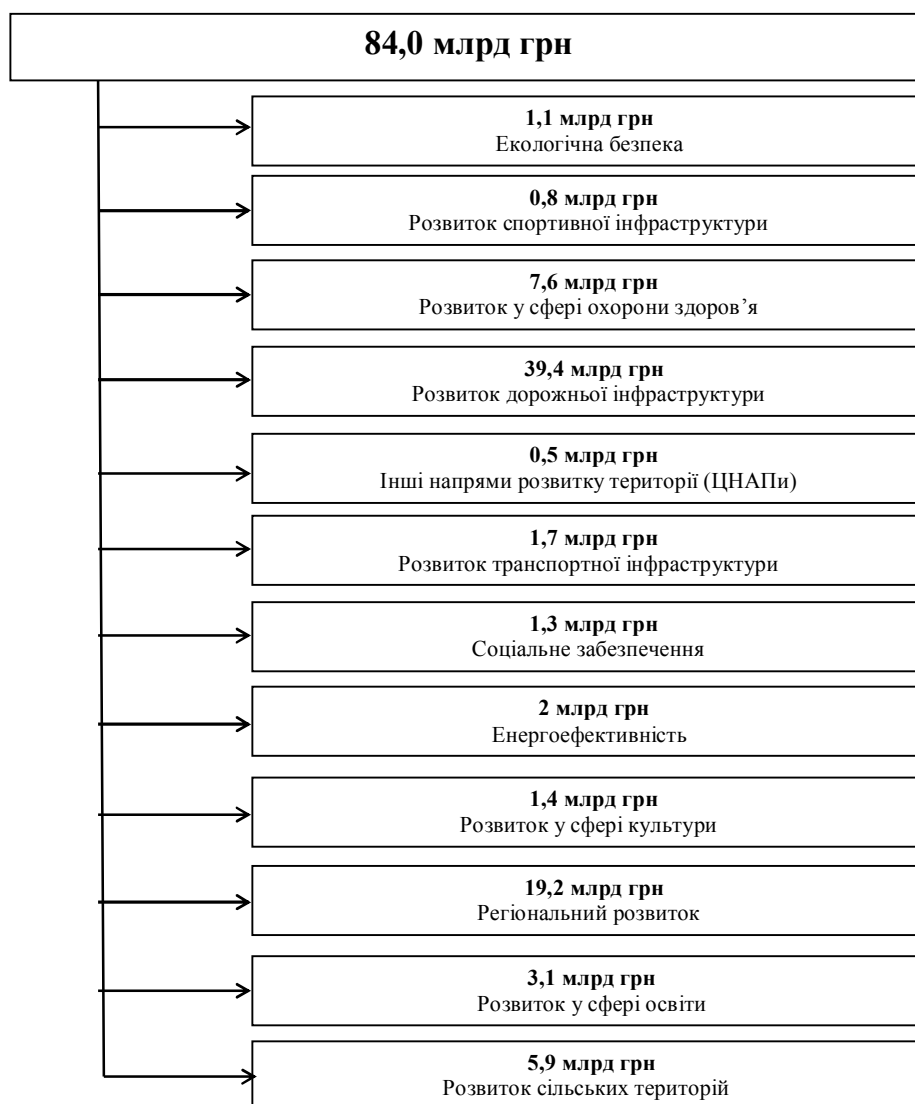 84,0 млрд грн
1,1 млрд грн
Екологічна безпека
0,8 млрд грн
Розвиток спортивної інфраструктури
7,6 млрд грн
Розвиток у сфері охорони здоров’я
39,4 млрд грн
Розвиток дорожньої інфраструктури
0,5 млрд грн
Інші напрями розвитку території (ЦНАПи)
1,7 млрд грн
Розвиток транспортної інфраструктури
1,3 млрд грн
Соціальне забезпечення
2 млрд грн
Енергоефективність
1,4 млрд грн
Розвиток у сфері культури
19,2 млрд грн
Регіональний розвиток
3,1 млрд грн
Розвиток у сфері освіти
5,9 млрд грн
Розвиток сільських територій